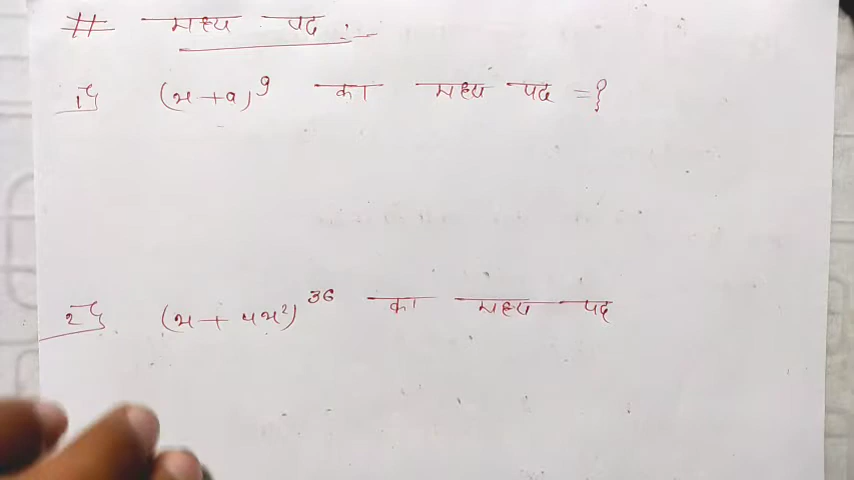 # मध्य पद :-
1) (x + a)^9 का मध्य पद = ?
2) (x + 4x²)^36 का मध्य पद